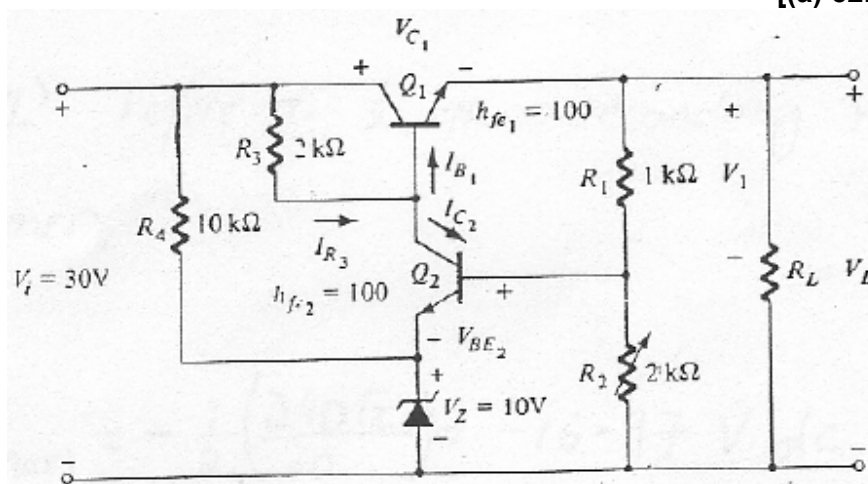 V_C1
+ −
+ Q1 +
h_fe1 = 100 +
R3 2 kΩ
I_B1
R1 1 kΩ V1
R4 10 kΩ
I_R3
I_C2
−
V_i = 30V
Q2
+
R_L
h_fe2 = 100
− V_BE2
+
R2 2 kΩ
V_Z = 10V
−
− −